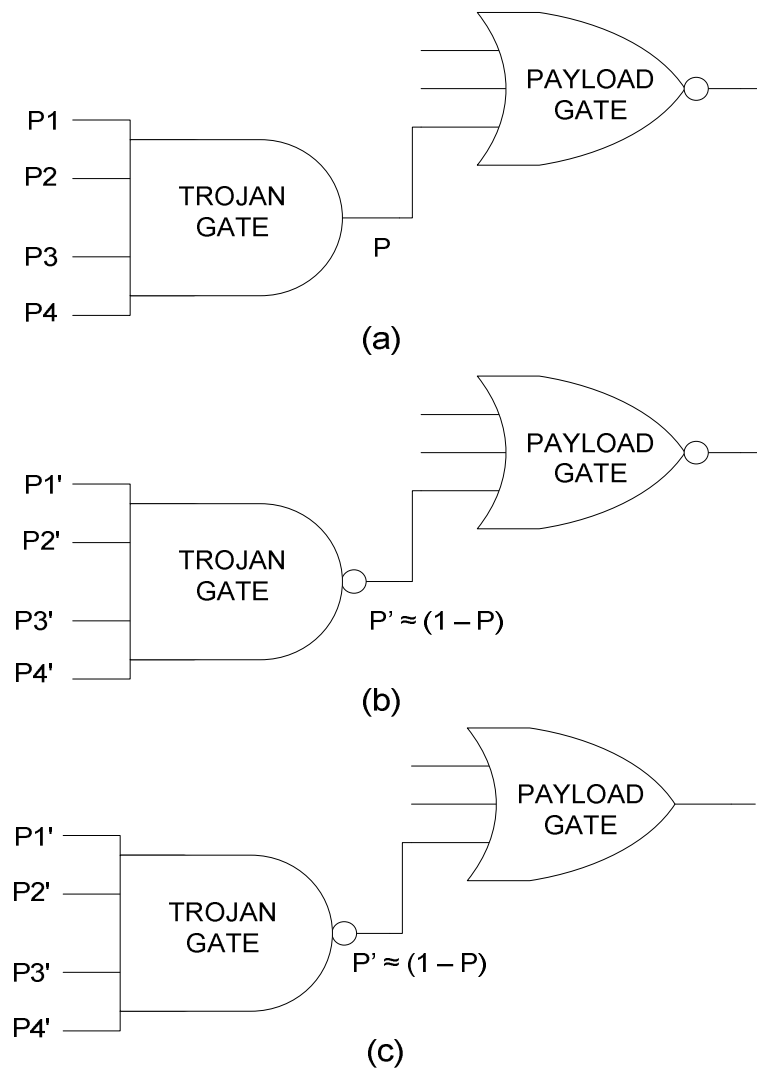 PAYLOAD
GATE
P1
P2
P3
P4
TROJAN
GATE
P
(a)
PAYLOAD
GATE
P1'
P2'
P3'
P4'
TROJAN
GATE
P' ≈ (1 – P)
(b)
PAYLOAD
GATE
P1'
P2'
P3'
P4'
TROJAN
GATE
P' ≈ (1 – P)
(c)